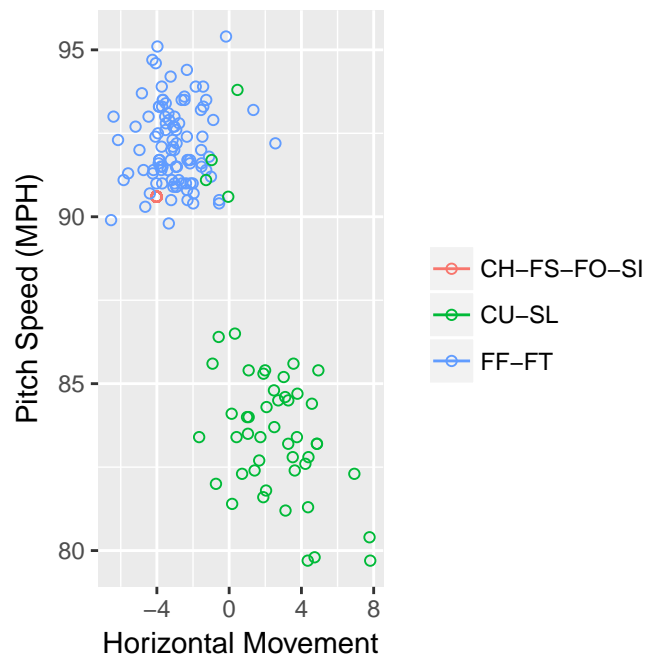 95
90
85
80
Pitch Speed (MPH)
−4
0
4
8
Horizontal Movement
CH−FS−FO−SI
CU−SL
FF−FT